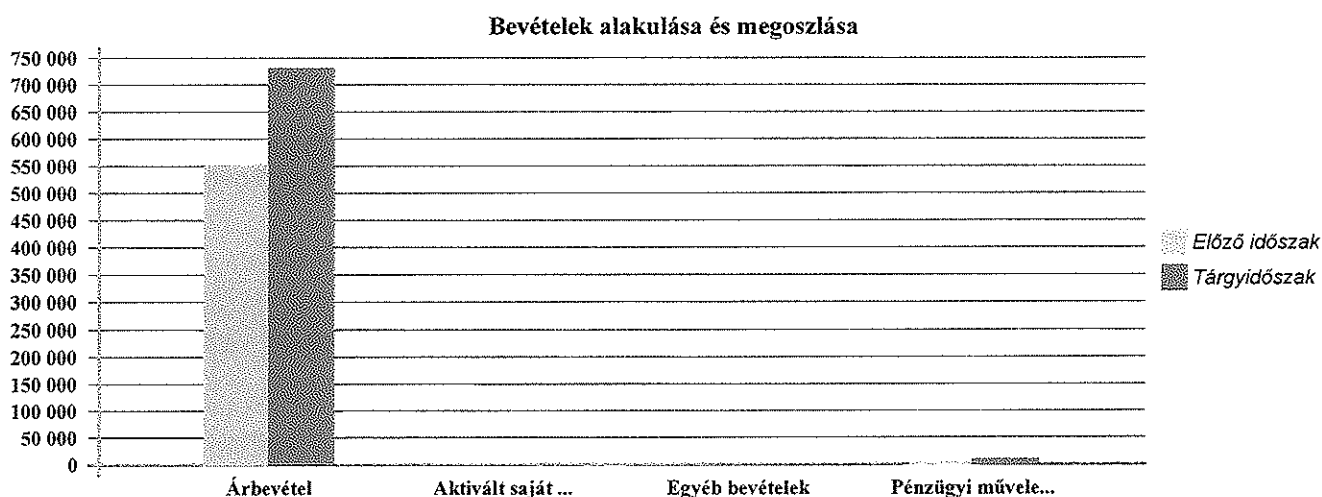 Bevételek alakulása és megoszlása
750 000
700 000
650 000
600 000
550 000
500 000
450 000
400 000
350 000
300 000
250 000
200 000
150 000
100 000
50 000
0
Előző időszak
Tárgyidőszak
Árbevétel
Aktivált saját ...
Egyéb bevételek
Pénzügyi művele...